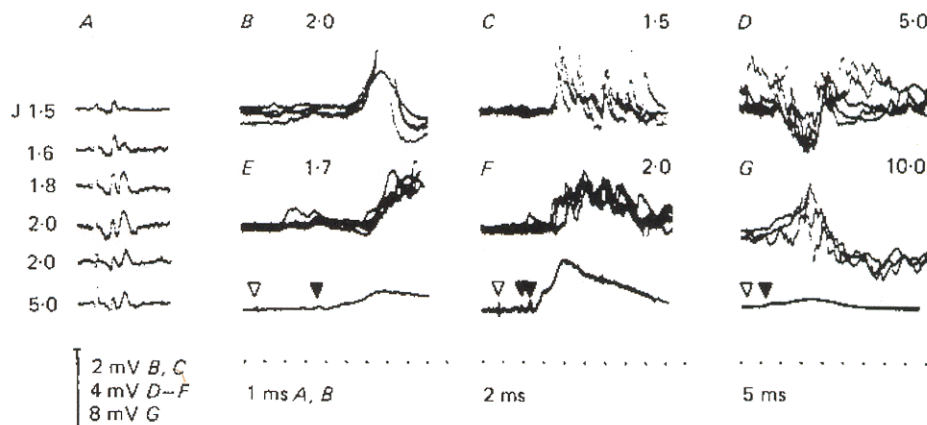 A
B 2·0
C 1·5
D 5·0
J 1·5
1·6
E 1·7
F 2·0
G 10·0
1·8
2·0
2·0
5·0
2 mV B, C
4 mV D–F
8 mV G
1 ms A, B
2 ms
5 ms